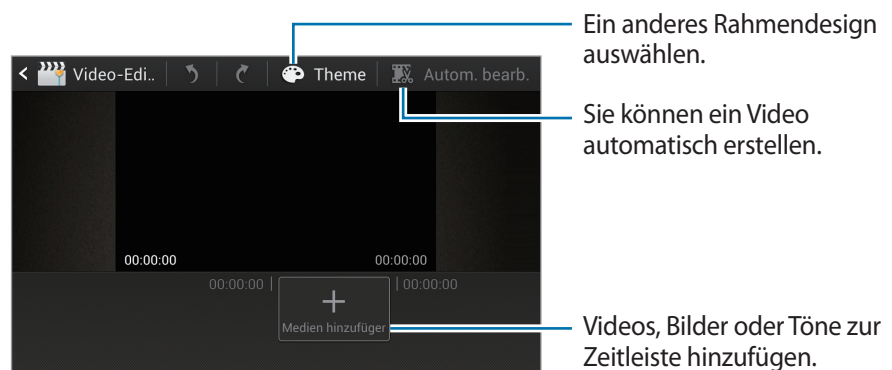 Ein anderes Rahmendesign
auswählen.
Video-Edi.. Theme Autom. bearb.
Sie können ein Video
automatisch erstellen.
00:00:00 00:00:00
00:00:00 00:00:00
Medien hinzufüger
Videos, Bilder oder Töne zur
Zeitleiste hinzufügen.